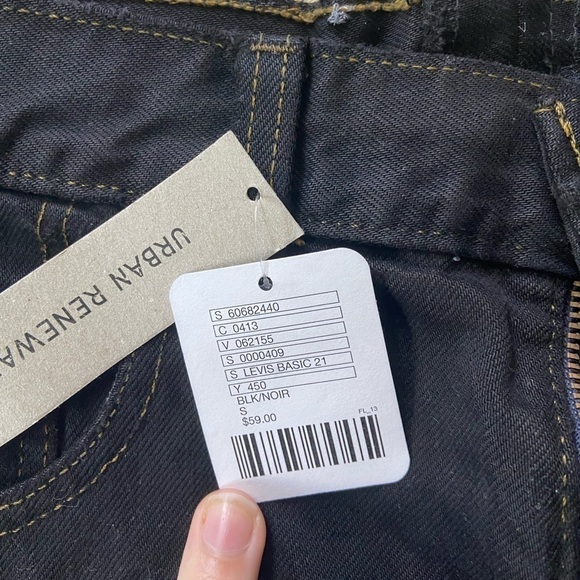 URBAN RENEWA
S 60682440
C 0413
V 062155
S 0000409
S LEVIS BASIC 21
Y 450
BLK/NOIR
S
$59.00
FL_13